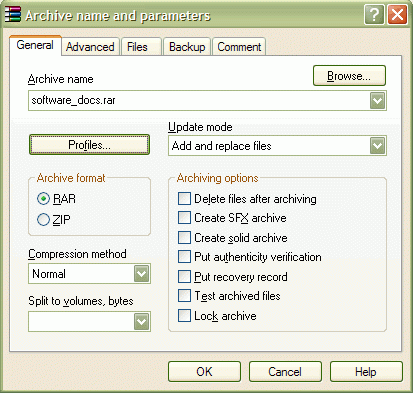 Archive name and parameters
General Advanced Files Backup Comment
Archive name
Browse...
software_docs.rar
Profiles...
Update mode
Add and replace files
Archive format
RAR
ZIP
Compression method
Normal
Split to volumes, bytes
Archiving options
Delete files after archiving
Create SFX archive
Create solid archive
Put authenticity verification
Put recovery record
Test archived files
Lock archive
OK Cancel Help